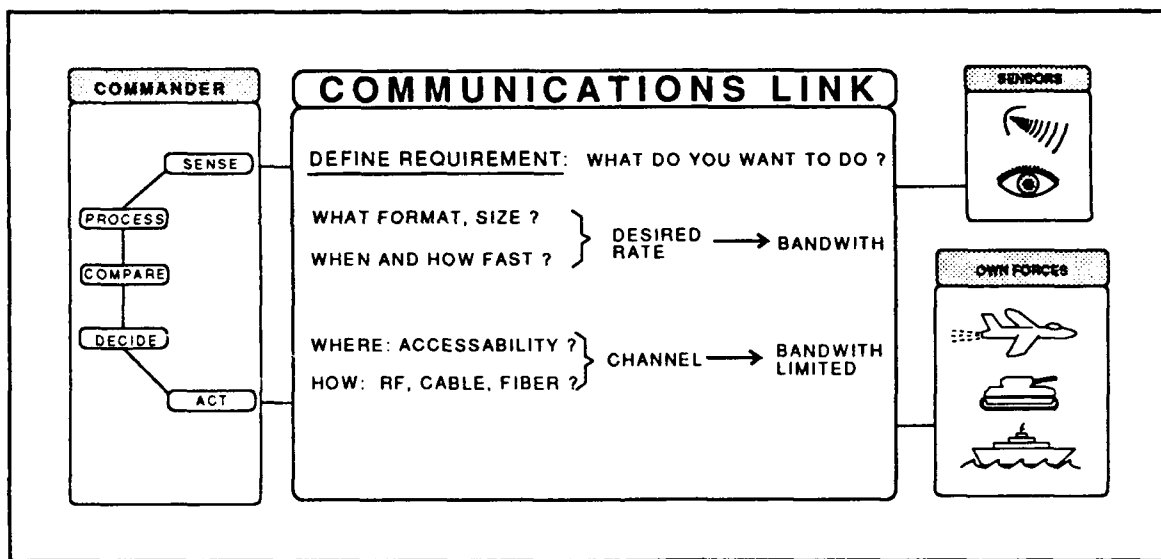 COMMANDER
SENSE
PROCESS
COMPARE
DECIDE
ACT
COMMUNICATIONS LINK
DEFINE REQUIREMENT: WHAT DO YOU WANT TO DO ?
WHAT FORMAT, SIZE ?
WHEN AND HOW FAST ?
DESIRED
RATE
BANDWITH
WHERE: ACCESSABILITY ?
HOW: RF, CABLE, FIBER ?
CHANNEL
BANDWITH
LIMITED
SENSORS
OWN FORCES